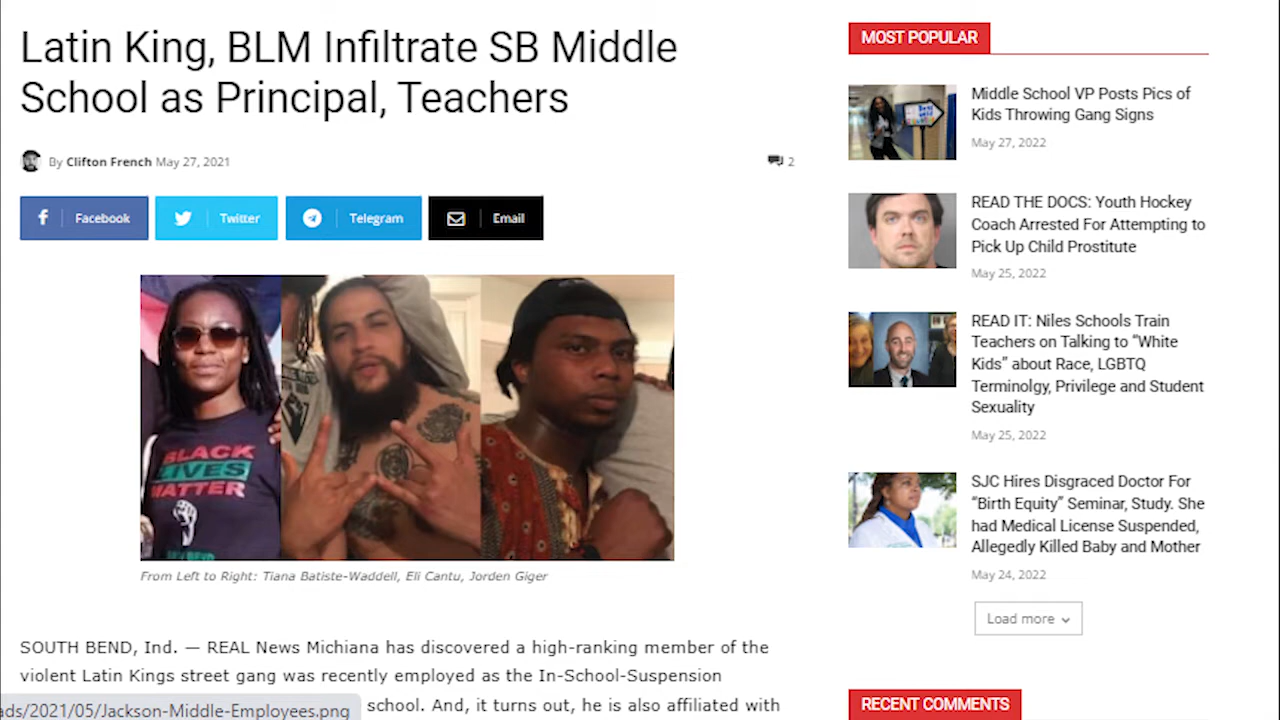 Latin King, BLM Infiltrate SB Middle
School as Principal, Teachers
By Clifton French May 27, 2021
2
Facebook
Twitter
Telegram
Email
BLACK
LIVES
MATTER
From Left to Right: Tiana Batiste-Waddell, Eli Cantu, Jorden Giger
SOUTH BEND, Ind. — REAL News Michiana has discovered a high-ranking member of the
violent Latin Kings street gang was recently employed as the In-School-Suspension
school. And, it turns out, he is also affiliated with
ads/2021/05/Jackson-Middle-Employees.png
MOST POPULAR
Middle School VP Posts Pics of
Kids Throwing Gang Signs
May 27, 2022
READ THE DOCS: Youth Hockey
Coach Arrested For Attempting to
Pick Up Child Prostitute
May 25, 2022
READ IT: Niles Schools Train
Teachers on Talking to “White
Kids” about Race, LGBTQ
Terminolgy, Privilege and Student
Sexuality
May 25, 2022
SJC Hires Disgraced Doctor For
“Birth Equity” Seminar, Study. She
had Medical License Suspended,
Allegedly Killed Baby and Mother
May 24, 2022
Load more
RECENT COMMENTS